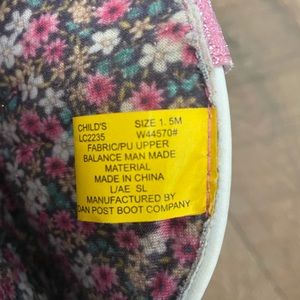 CHILD'S SIZE 1.5M
LC2235 W44570#
FABRIC/PU UPPER
BALANCE MAN MADE
MATERIAL
MADE IN CHINA
L/AE SL
MANUFACTURED BY
DAN POST BOOT COMPANY